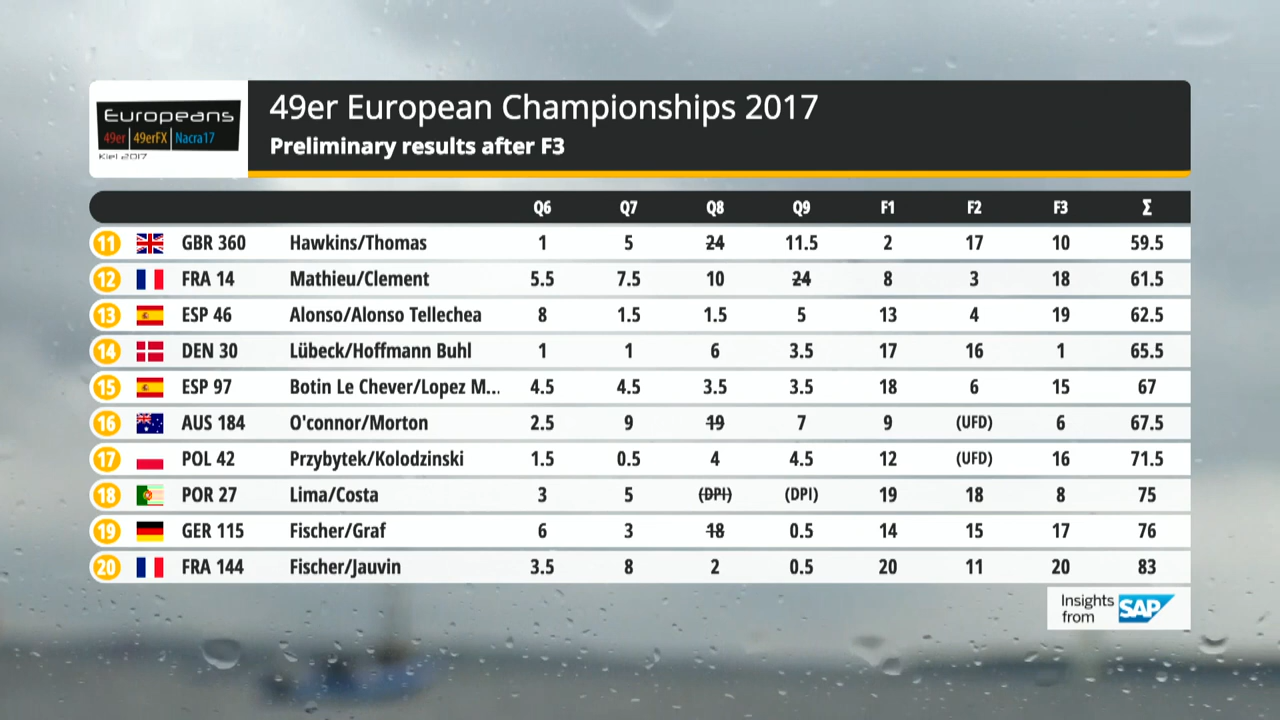 Europeans
49er | 49erFX | Nacra17
Kiel 2017
49er European Championships 2017
Preliminary results after F3
Q6 Q7 Q8 Q9 F1 F2 F3 Σ
11 GBR 360 Hawkins/Thomas 1 5 24 11.5 2 17 10 59.5
12 FRA 14 Mathieu/Clement 5.5 7.5 10 24 8 3 18 61.5
13 ESP 46 Alonso/Alonso Tellechea 8 1.5 1.5 5 13 4 19 62.5
14 DEN 30 Lübeck/Hoffmann Buhl 1 1 6 3.5 17 16 1 65.5
15 ESP 97 Botin Le Chever/Lopez M... 4.5 4.5 3.5 3.5 18 6 15 67
16 AUS 184 O'connor/Morton 2.5 9 19 7 9 (UFD) 6 67.5
17 POL 42 Przybytek/Kolodzinski 1.5 0.5 4 4.5 12 (UFD) 16 71.5
18 POR 27 Lima/Costa 3 5 (DPI) (DPI) 19 18 8 75
19 GER 115 Fischer/Graf 6 3 18 0.5 14 15 17 76
20 FRA 144 Fischer/Jauvin 3.5 8 2 0.5 20 11 20 83
Insights from SAP